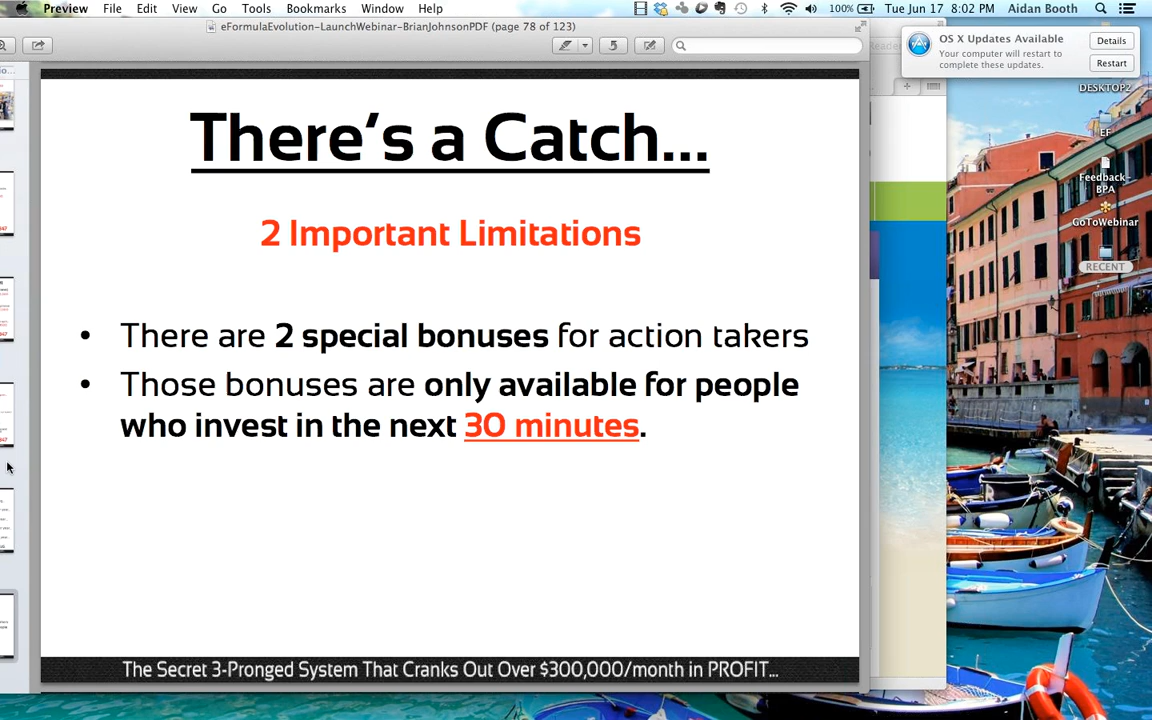 Preview File Edit View Go Tools Bookmarks Window Help
100% Tue Jun 17 8:02 PM Aidan Booth
eFormulaEvolution-LaunchWebinar-BrianJohnsonPDF (page 78 of 123)
OS X Updates Available
Your computer will restart to complete these updates.
Details
Restart
DESKTOP2
EF
Feedback-
BPA
GoToWebinar
RECENT
There's a Catch...
2 Important Limitations
• There are 2 special bonuses for action takers
• Those bonuses are only available for people
who invest in the next 30 minutes.
The Secret 3-Pronged System That Cranks Out Over $300,000/month in PROFIT...